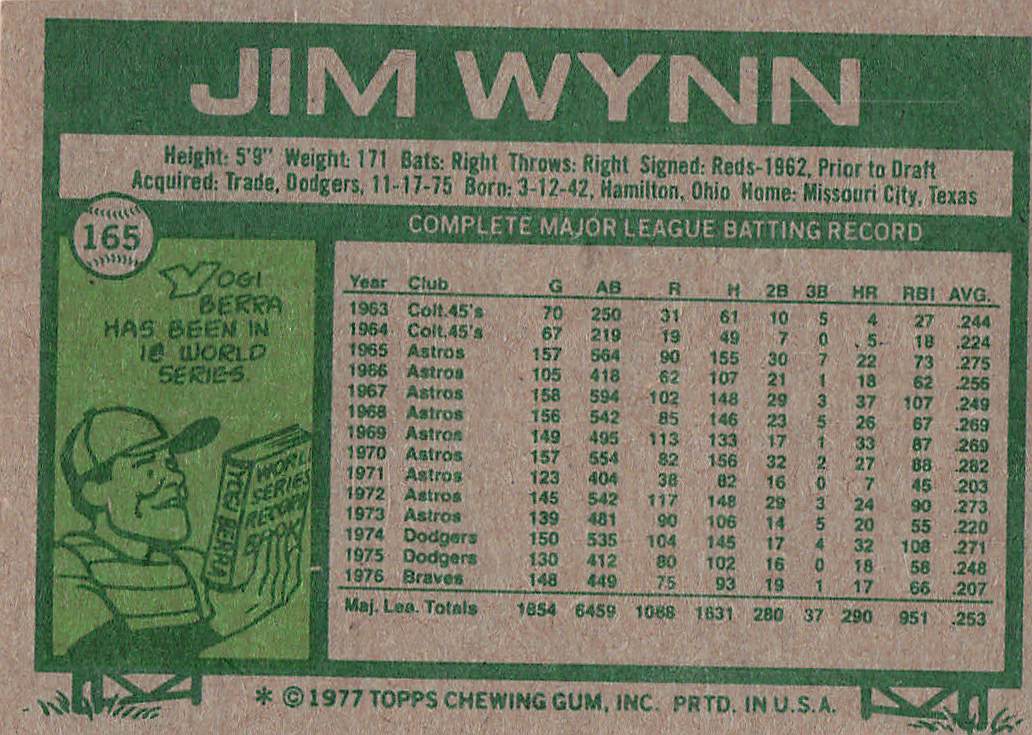 JIM WYNN
Height: 5'9" Weight: 171 Bats: Right Throws: Right Signed: Reds-1962, Prior to Draft
Acquired: Trade, Dodgers, 11-17-75 Born: 3-12-42, Hamilton, Ohio Home: Missouri City, Texas
165
YOGI
BERRA
HAS BEEN IN
18 WORLD
SERIES.
YOGI BERRA
WORLD
SERIES
RECORD
BOOK
COMPLETE MAJOR LEAGUE BATTING RECORD
Year Club G AB R H 2B 3B HR RBI AVG.
1963 Colt.45's 70 250 31 61 10 5 4 27 .244
1964 Colt.45's 67 219 19 49 7 0 5 18 .224
1965 Astros 157 564 90 155 30 7 22 73 .275
1966 Astros 105 418 62 107 21 1 18 62 .256
1967 Astros 158 594 102 148 29 3 37 107 .249
1968 Astros 156 542 85 146 23 5 26 67 .269
1969 Astros 149 495 113 133 17 1 33 87 .269
1970 Astros 157 554 82 156 32 2 27 88 .282
1971 Astros 123 404 38 82 16 0 7 45 .203
1972 Astros 145 542 117 148 29 3 24 90 .273
1973 Astros 139 481 90 106 14 5 20 55 .220
1974 Dodgers 150 535 104 145 17 4 32 108 .271
1975 Dodgers 130 412 80 102 16 0 18 58 .248
1976 Braves 148 449 75 93 19 1 17 66 .207
Maj. Lea. Totals 1854 6459 1068 1631 280 37 290 951 .253
* ©1977 TOPPS CHEWING GUM, INC. PRTD. IN U.S.A.